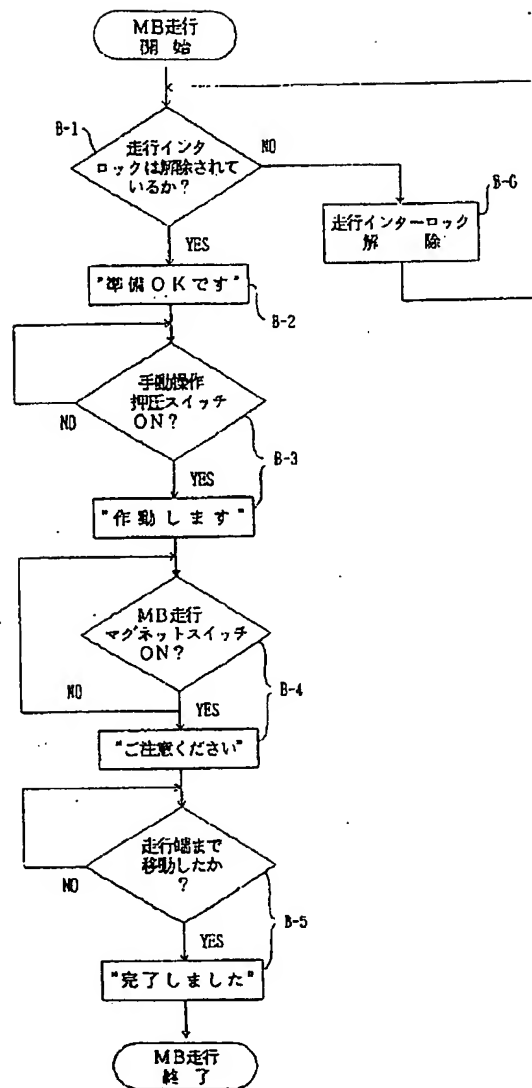 MB走行
開 始
B-1
走行インタ
ロックは解除されて
いるか?
NO
B-6
走行インターロック
解 除
YES
"準備OKです"
B-2
手動操作
押圧スイッチ
ON?
NO
B-3
YES
"作動します"
MB走行
マグネットスイッチ
ON?
NO
B-4
YES
"ご注意ください"
走行端まで
移動したか
?
NO
B-5
YES
"完了しました"
MB走行
終 了